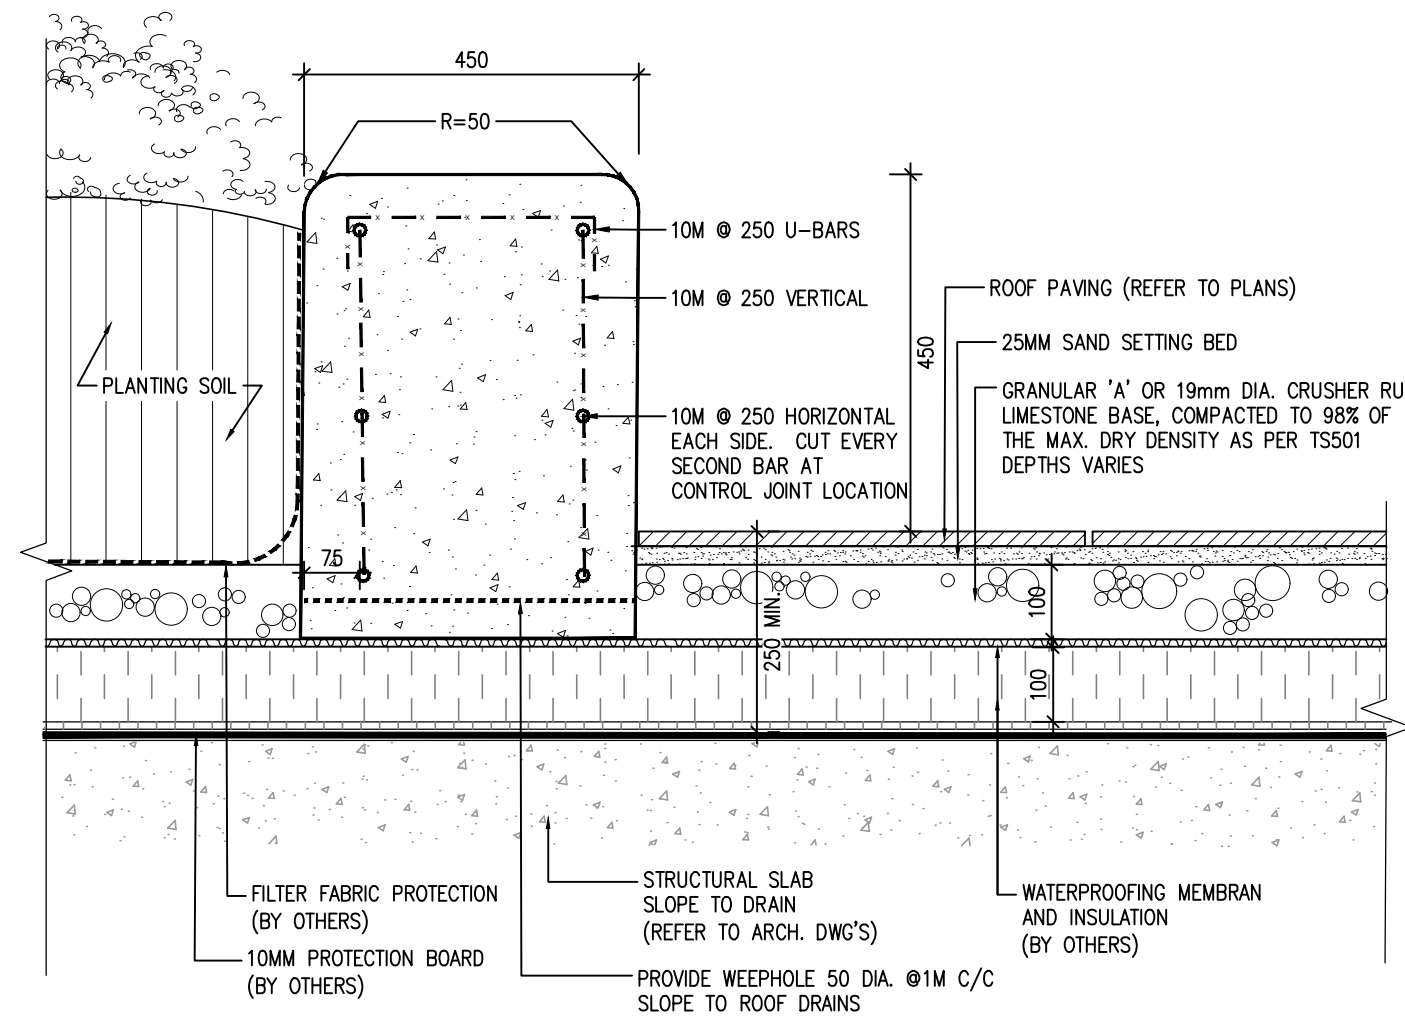 450
R=50
10M @ 250 U-BARS
10M @ 250 VERTICAL
10M @ 250 HORIZONTAL
EACH SIDE. CUT EVERY
SECOND BAR AT
CONTROL JOINT LOCATION
450
ROOF PAVING (REFER TO PLANS)
25MM SAND SETTING BED
GRANULAR 'A' OR 19mm DIA. CRUSHER RU
LIMESTONE BASE, COMPACTED TO 98% OF
THE MAX. DRY DENSITY AS PER TS501
DEPTHS VARIES
PLANTING SOIL
75
250 MIN.
100
100
FILTER FABRIC PROTECTION
(BY OTHERS)
10MM PROTECTION BOARD
(BY OTHERS)
STRUCTURAL SLAB
SLOPE TO DRAIN
(REFER TO ARCH. DWG'S)
PROVIDE WEEPHOLE 50 DIA. @1M C/C
SLOPE TO ROOF DRAINS
WATERPROOFING MEMBRAN
AND INSULATION
(BY OTHERS)